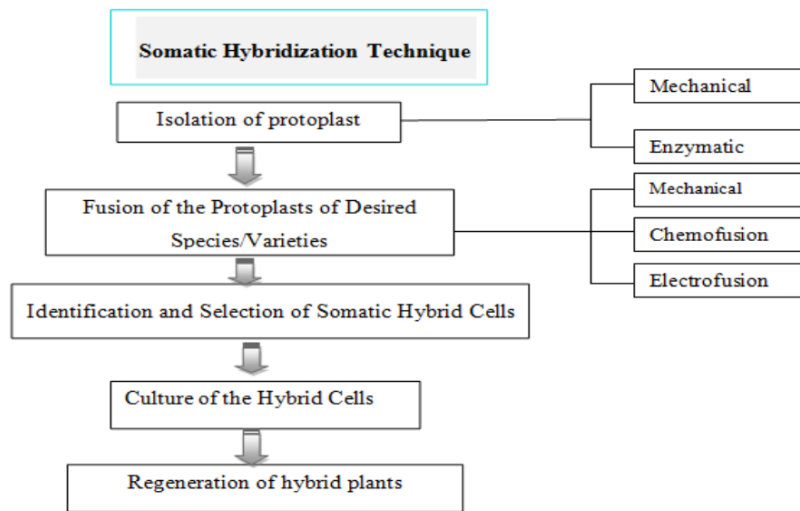 Somatic Hybridization Technique
Isolation of protoplast
Mechanical
Enzymatic
Fusion of the Protoplasts of Desired
Species/Varieties
Mechanical
Chemofusion
Electrofusion
Identification and Selection of Somatic Hybrid Cells
Culture of the Hybrid Cells
Regeneration of hybrid plants